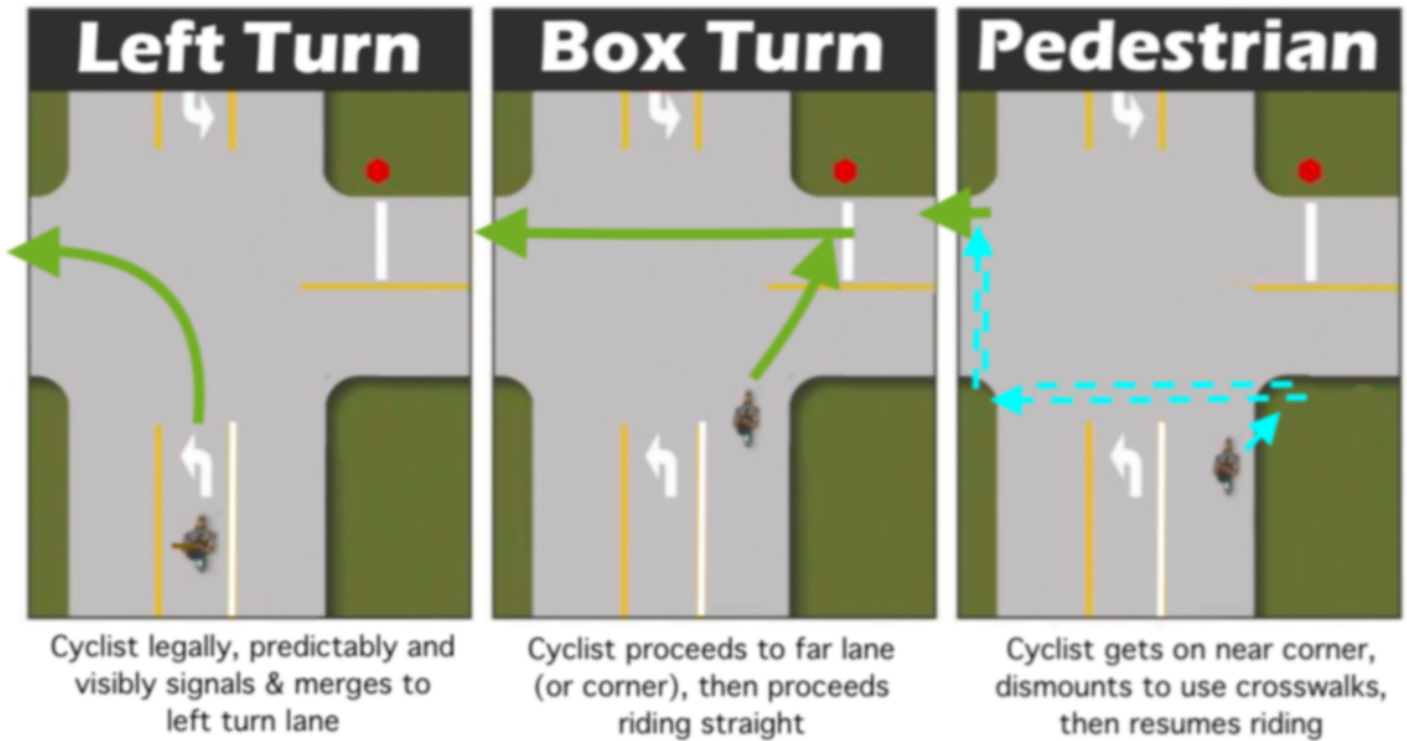 Left Turn
Cyclist legally, predictably and
visibly signals & merges to
left turn lane
Box Turn
Cyclist proceeds to far lane
(or corner), then proceeds
riding straight
Pedestrian
Cyclist gets on near corner,
dismounts to use crosswalks,
then resumes riding